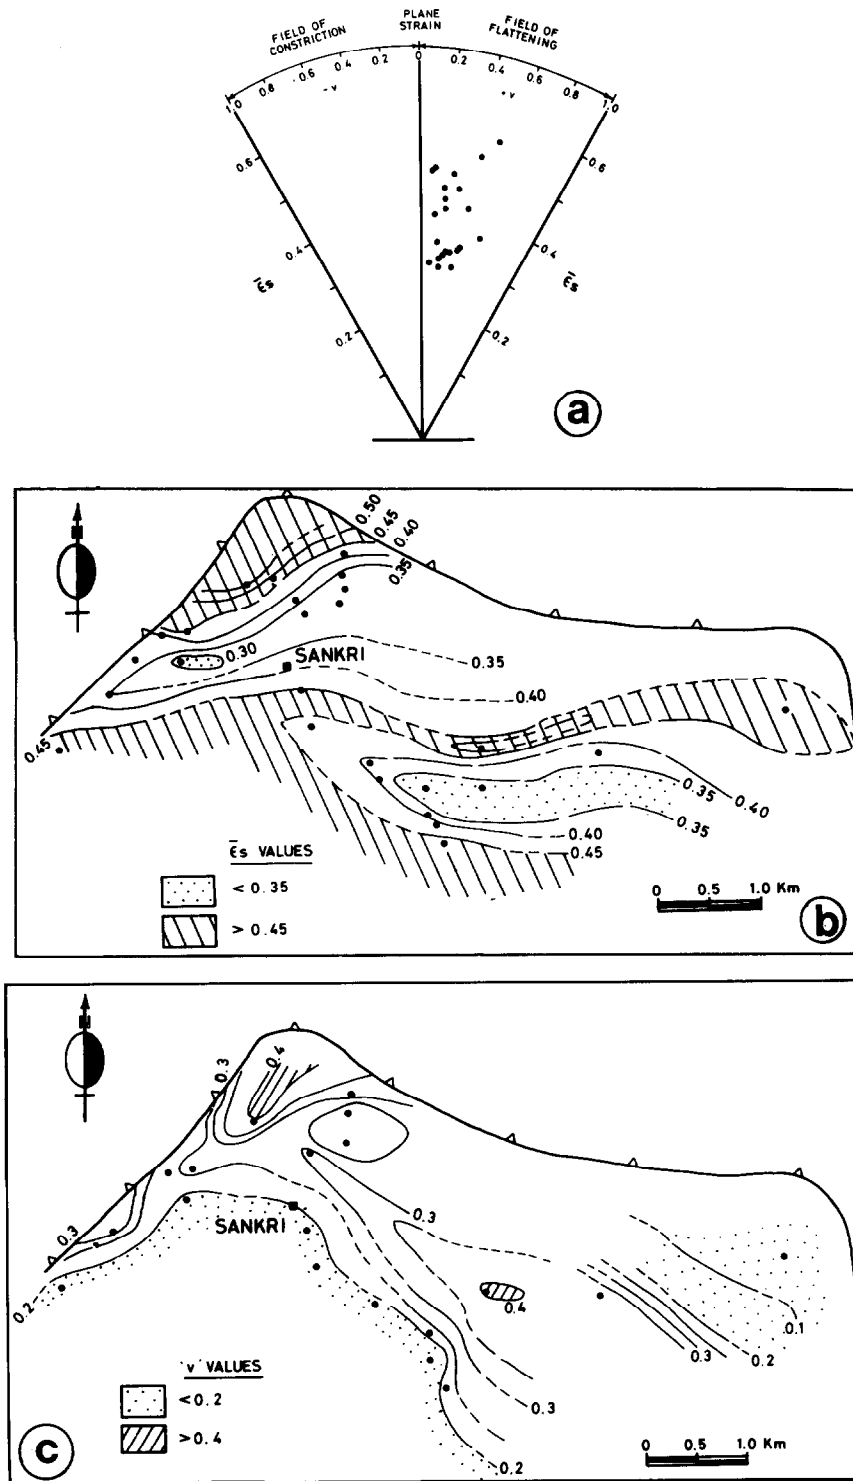 FIELD OF CONSTRICTION
PLANE STRAIN
FIELD OF FLATTENING
1.0 0.8 0.6 0.4 0.2 0 0.2 0.4 0.6 0.8 1.0
- v
+ v
0.6
0.6
0.4
0.4
ε̄s
ε̄s
0.2
0.2
a
N
0.50
0.45
0.40
0.35
0.30
SANKRI
0.35
0.40
0.45
0.35
0.40
0.35
0.40
0.45
ε̄s VALUES
< 0.35
> 0.45
0 0.5 1.0 Km
b
N
0.3
0.4
0.3
SANKRI
0.3
0.2
0.4
0.1
0.2
0.3
0.3
0.2
'v' VALUES
<0.2
>0.4
0 0.5 1.0 Km
c